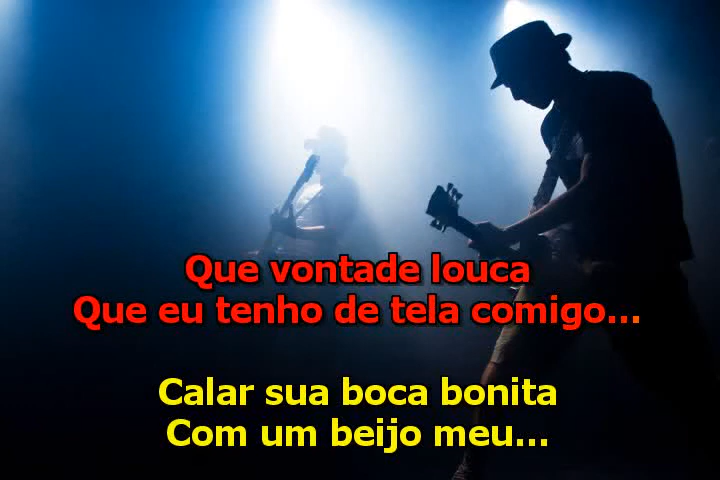 Que vontade louca
Que eu tenho de tela comigo...
Calar sua boca bonita
Com um beijo meu...